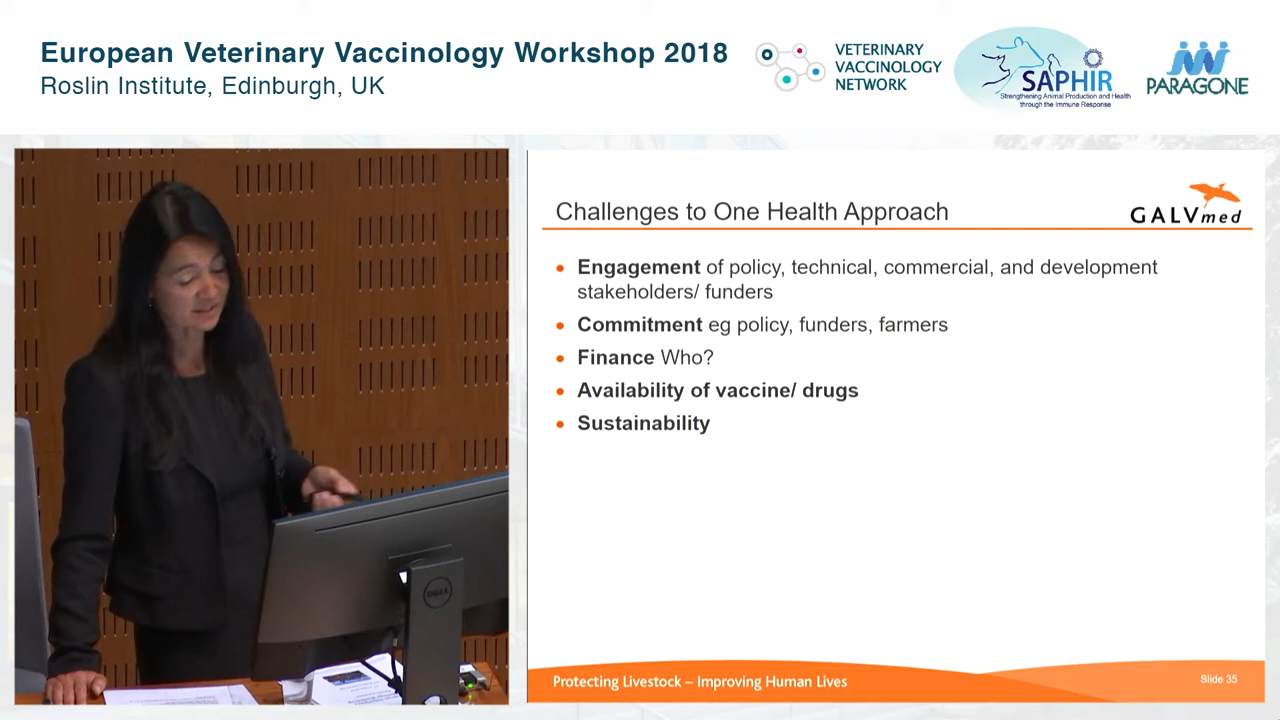 European Veterinary Vaccinology Workshop 2018
Roslin Institute, Edinburgh, UK
VETERINARY
VACCINOLOGY
NETWORK
SAPHIR
Strengthening Animal Production and Health
through the Immune Response
PARAGONE
Challenges to One Health Approach
GALVmed
• Engagement of policy, technical, commercial, and development
stakeholders/ funders
• Commitment eg policy, funders, farmers
• Finance Who?
• Availability of vaccine/ drugs
• Sustainability
DELL
Protecting Livestock – Improving Human Lives
Slide 35